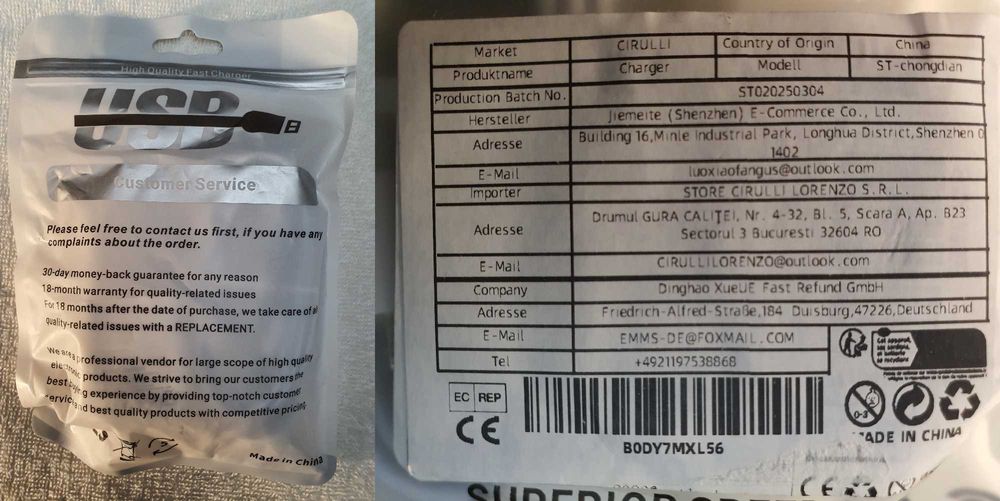 High Quality Fast Charger
USB
Customer Service
Please feel free to contact us first, if you have any
complaints about the order.
30-day money-back guarantee for any reason
18-month warranty for quality-related issues
For 18 months after the date of purchase, we take care of all
quality-related issues with a REPLACEMENT.
We are a professional vendor for large scope of high quality
products. We strive to bring our customers the
best experience by providing top-notch customer
service and best quality products with competitive pricing
Made in China
Market CIRULLI Country of Origin China
Produktname Charger Modell ST-chongdian
Production Batch No. ST020250304
Hersteller Jiemeite (Shenzhen) E-Commerce Co., Ltd.
Adresse Building 16,Minle Industrial Park, Longhua District,Shenzhen 0
1402
E-Mail luoxiaofangus@outlook.com
Importer STORE CIRULLI LORENZO S.R.L.
Adresse Drumul GURA CALIȚEI, Nr. 4-32, Bl. 5, Scara A, Ap. B23
Sectorul 3 Bucuresti 32604 RO
E-Mail CIRULLILORENZO@outlook.com
Company Dinghao XueUE Fast Refund GmbH
Adresse Friedrich-Alfred-Straße,184 Duisburg,47226,Deutschland
E-Mail EMMS-DE@FOXMAIL.COM
Tel +4921197538868
EC REP
CE
B0DY7MXL56
0-3
MADE IN CHINA
CE
SUPERIOR